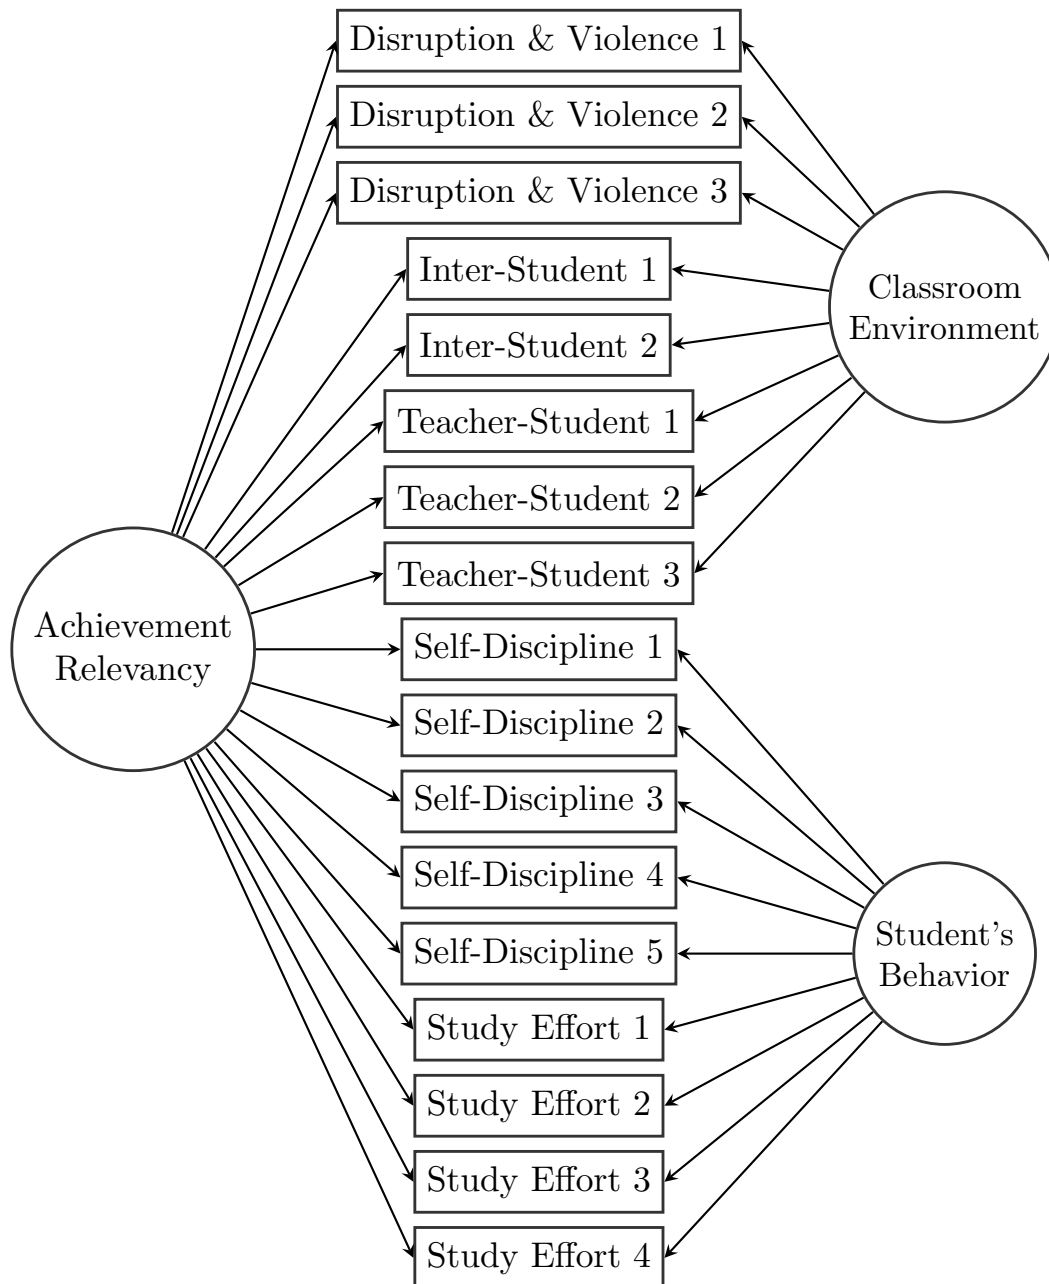 Disruption & Violence 1
Disruption & Violence 2
Disruption & Violence 3
Inter-Student 1
Inter-Student 2
Teacher-Student 1
Teacher-Student 2
Teacher-Student 3
Self-Discipline 1
Self-Discipline 2
Self-Discipline 3
Self-Discipline 4
Self-Discipline 5
Study Effort 1
Study Effort 2
Study Effort 3
Study Effort 4
Achievement
Relevancy
Classroom
Environment
Student's
Behavior